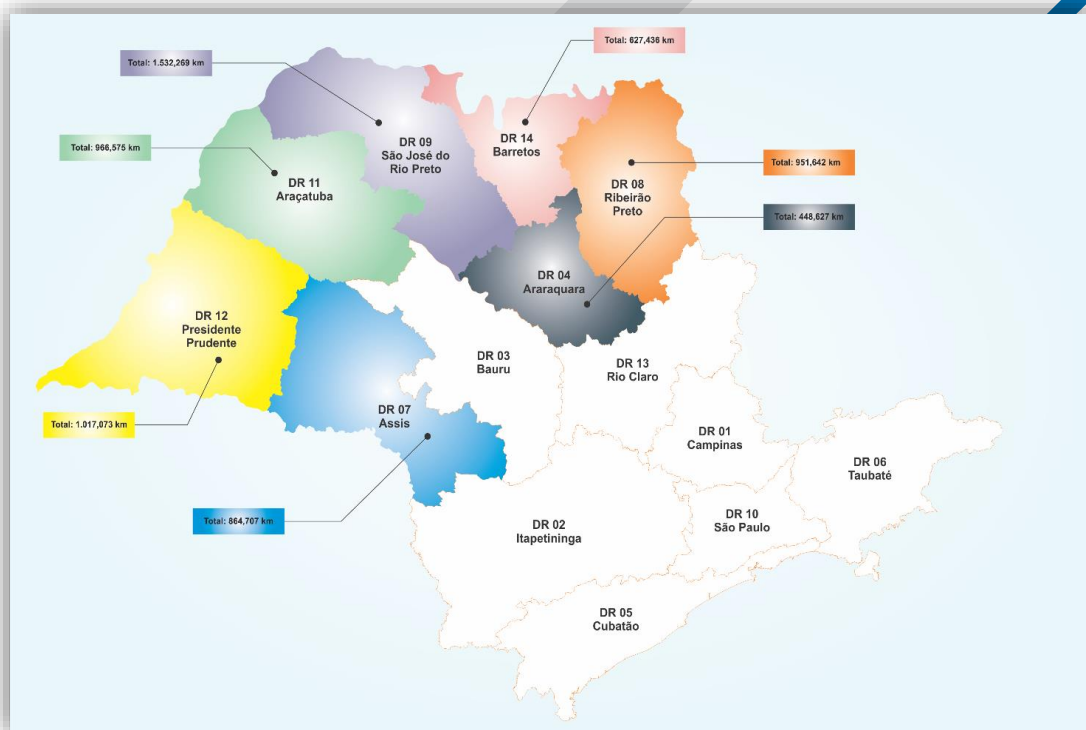 Total: 627,436 km
Total: 1.532,269 km
DR 09
São José do
Rio Preto
DR 14
Barretos
Total: 966,575 km
Total: 951,642 km
DR 11
Araçatuba
DR 08
Ribeirão
Preto
Total: 448,627 km
DR 04
Araraquara
DR 12
Presidente
Prudente
DR 03
Bauru
DR 13
Rio Claro
Total: 1.017,073 km
DR 07
Assis
DR 01
Campinas
DR 06
Taubaté
Total: 864,707 km
DR 02
Itapetininga
DR 10
São Paulo
DR 05
Cubatão